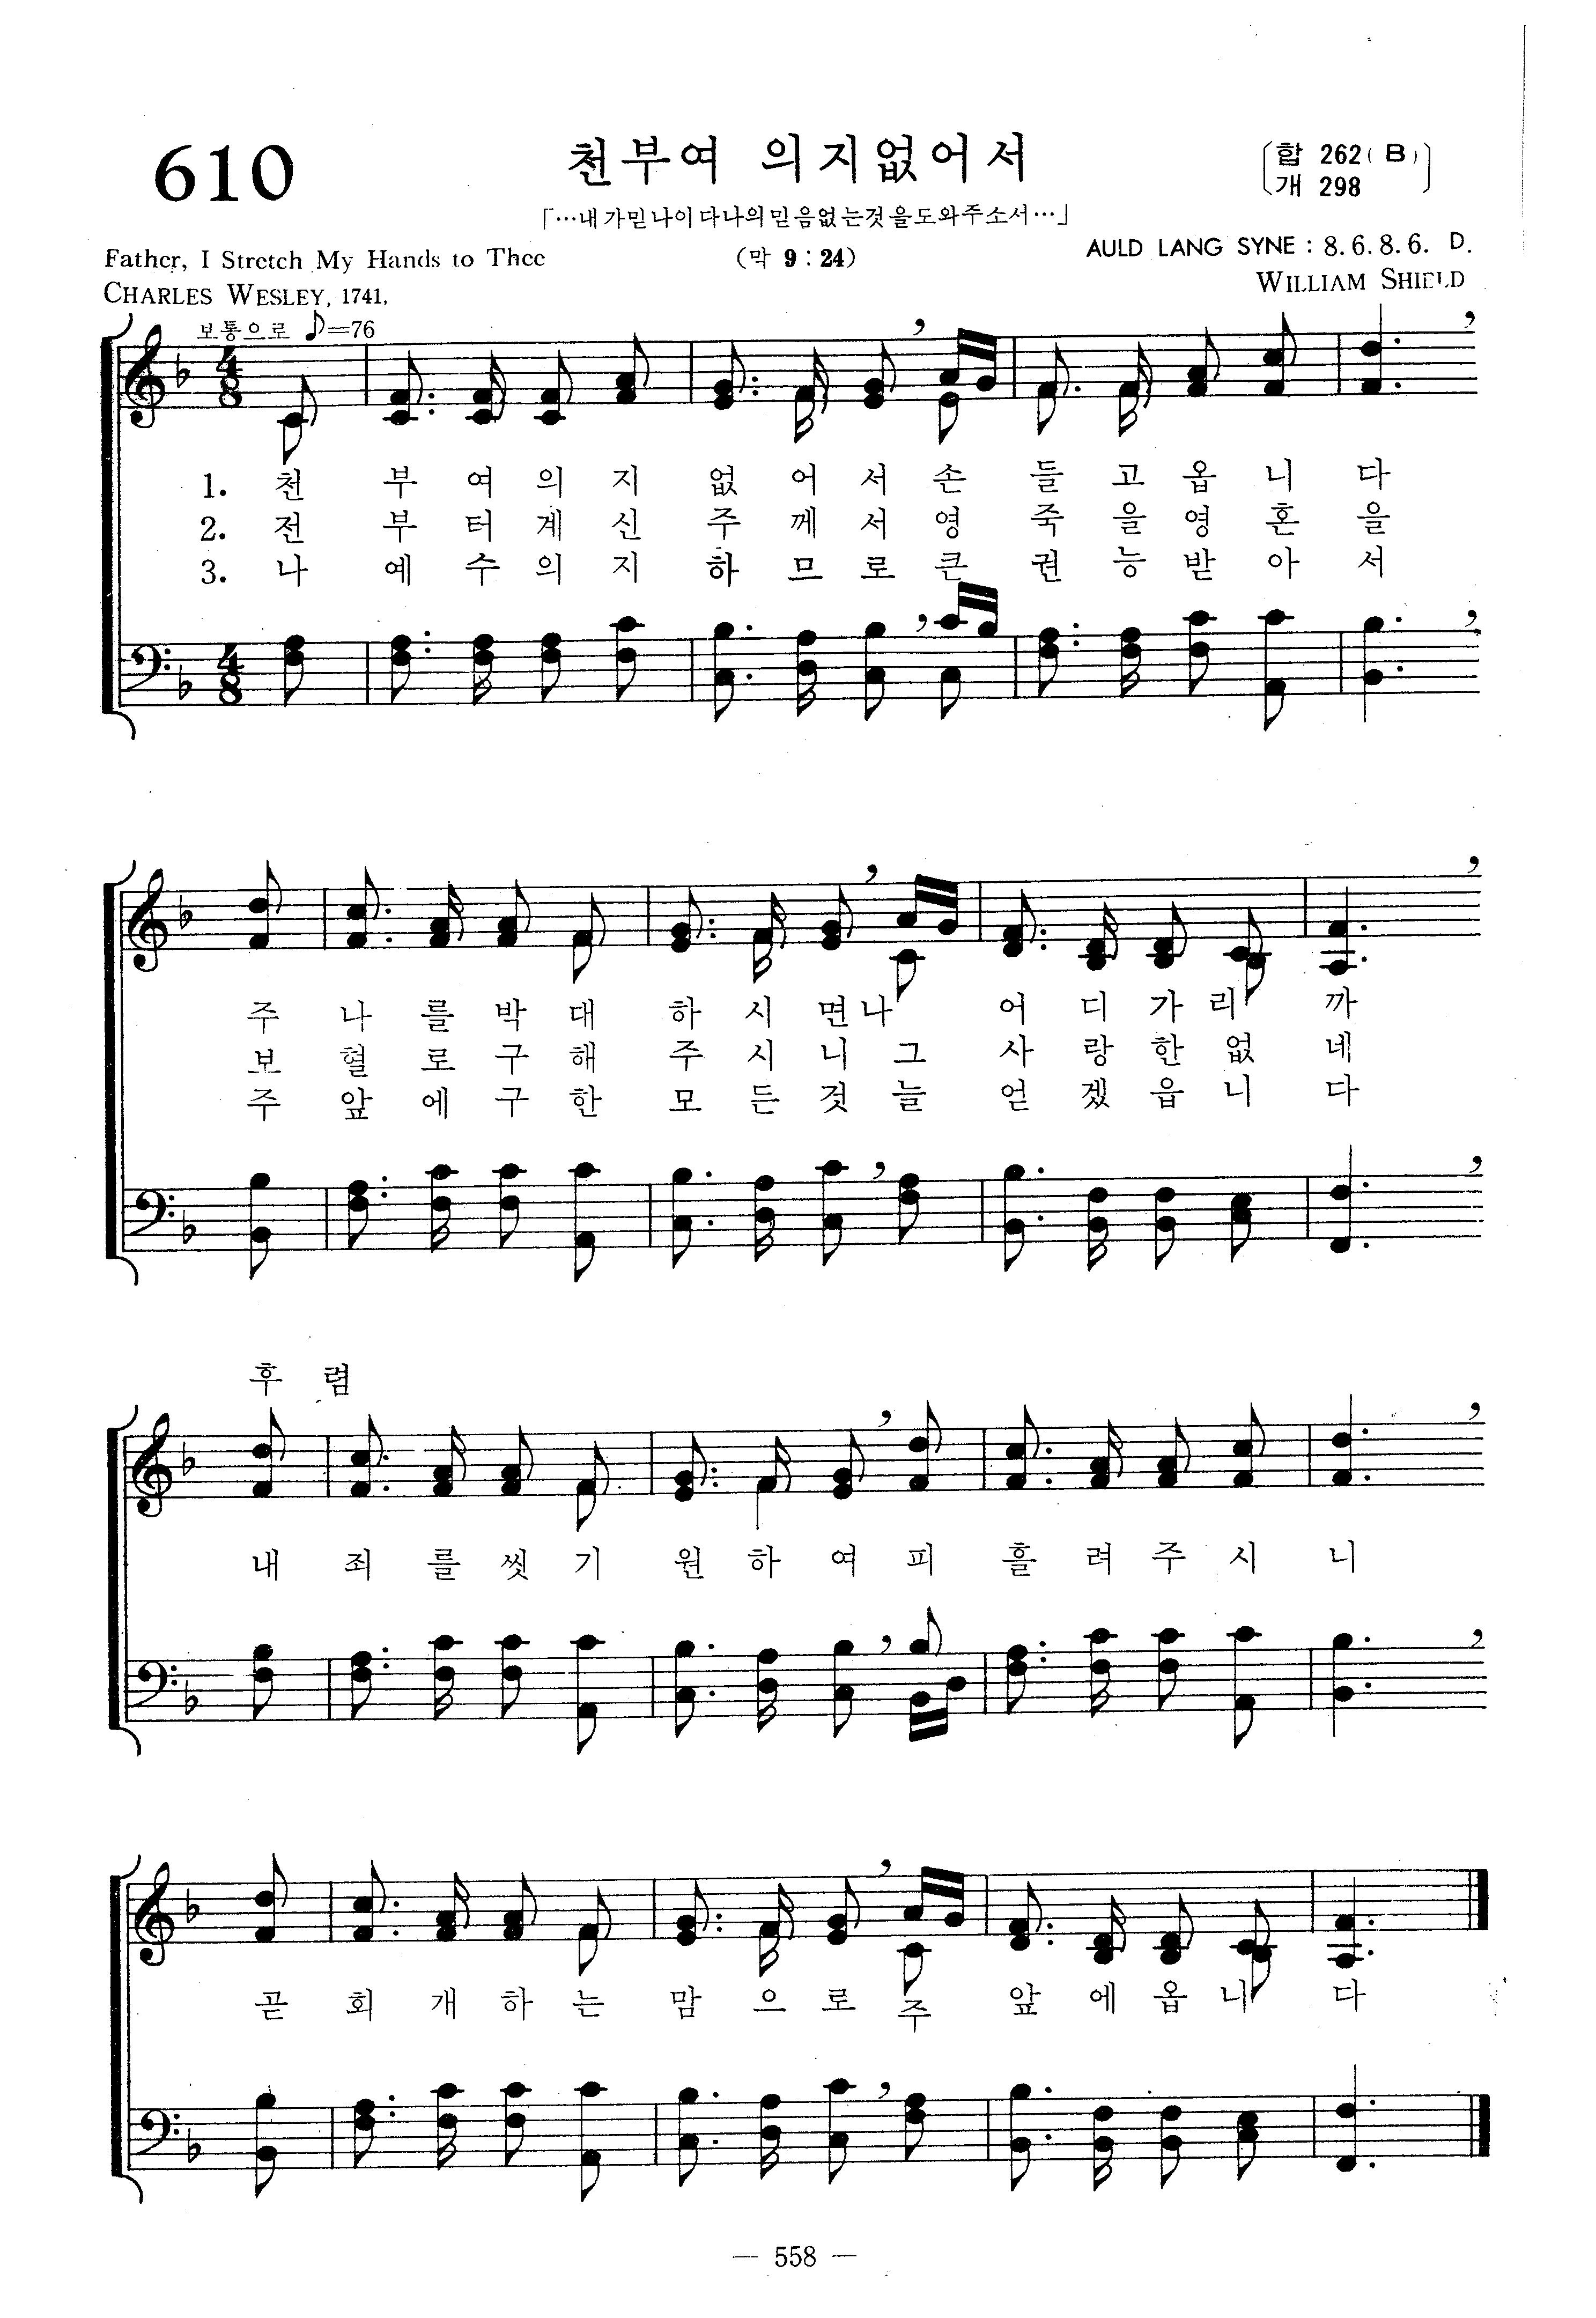 610
천부여 의지없어서
합 262( B )
개 298
「…내가믿나이다나의믿음없는것을도와주소서…」
Father, I Stretch My Hands to Thee
(막 9 : 24)
AULD LANG SYNE : 8. 6. 8. 6. D.
CHARLES WESLEY, 1741,
WILLIAM SHIELD
보통으로 ♪=76
1. 천 부 여 의 지 없 어 서 손 들 고 옵 니 다
2. 전 부 터 계 신 주 께 서 영 죽 을 영 혼 을
3. 나 예 수 의 지 하 므 로 큰 권 능 받 아 서
주 나 를 박 대 하 시 면 나 어 디 가 리 까
보 혈 로 구 해 주 시 니 그 사 랑 한 없 네
주 앞 에 구 한 모 든 것 늘 얻 겠 읍 니 다
후 렴
내 죄 를 씻 기 원 하 여 피 흘 려 주 시 니
곧 회 개 하 는 맘 으 로 주 앞 에 옵 니 다
— 558 —